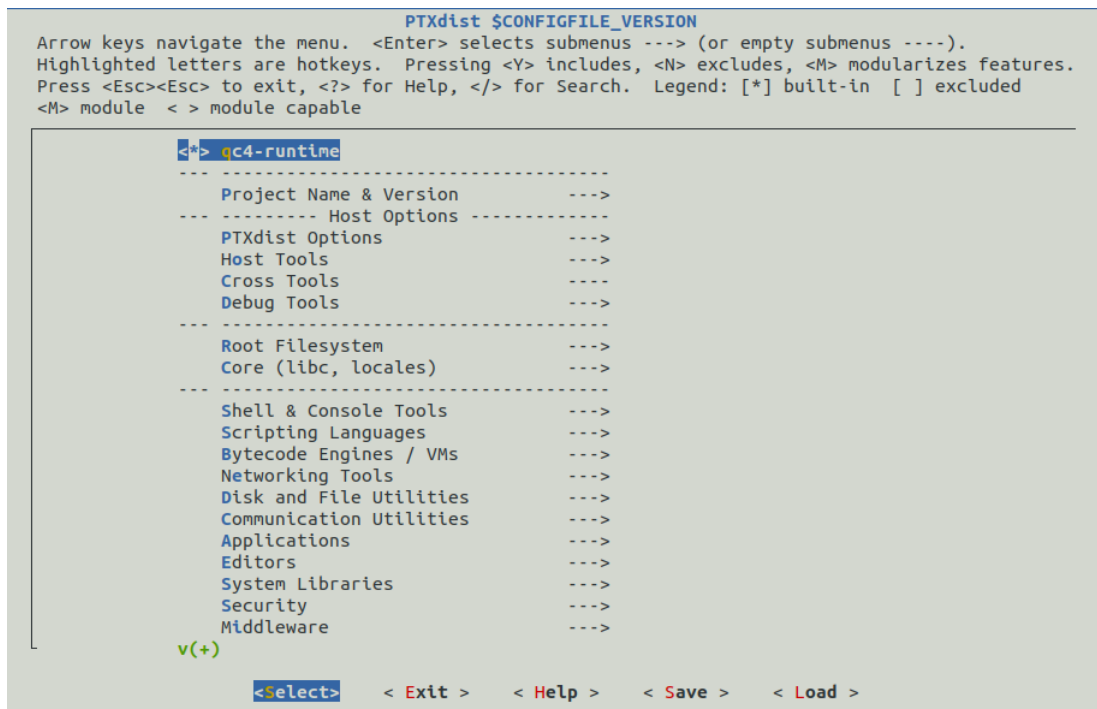 PTXdist $CONFIGFILE_VERSION
Arrow keys navigate the menu.  <Enter> selects submenus ---> (or empty submenus ----).
Highlighted letters are hotkeys.  Pressing <Y> includes, <N> excludes, <M> modularizes features.
Press <Esc><Esc> to exit, <?> for Help, </> for Search.  Legend: [*] built-in  [ ] excluded
<M> module  < > module capable
<*> qc4-runtime
--- ------------------------------------
Project Name & Version          --->
--- --------- Host Options -------------
PTXdist Options                 --->
Host Tools                      --->
Cross Tools                     ----
Debug Tools                     --->
--- ------------------------------------
Root Filesystem                 --->
Core (libc, locales)            --->
--- ------------------------------------
Shell & Console Tools           --->
Scripting Languages             --->
Bytecode Engines / VMs          --->
Networking Tools                --->
Disk and File Utilities         --->
Communication Utilities         --->
Applications                    --->
Editors                         --->
System Libraries                --->
Security                        --->
Middleware                      --->
v(+)
<Select>    < Exit >    < Help >    < Save >    < Load >